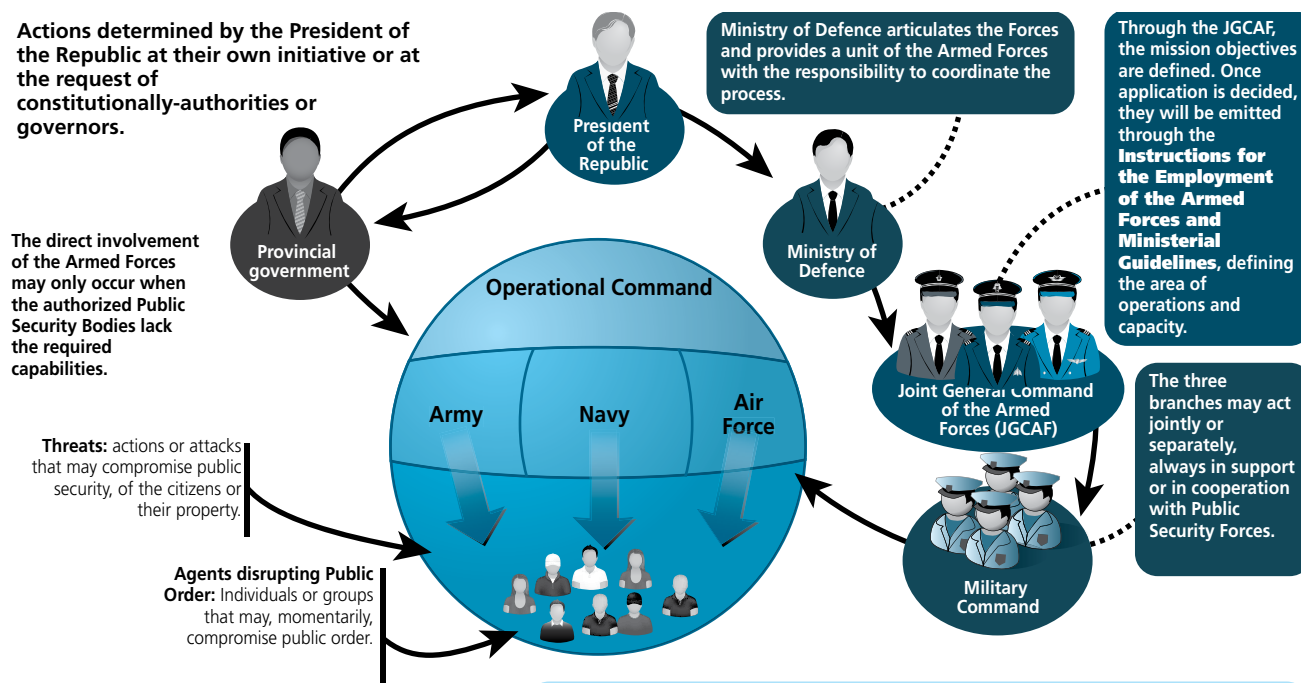 Actions determined by the President of
the Republic at their own initiative or at
the request of
constitutionally-authorities or
governors.
President
of the
Republic
Ministry of Defence articulates the Forces
and provides a unit of the Armed Forces
with the responsibility to coordinate the
process.
Through the JGCAF,
the mission objectives
are defined. Once
application is decided,
they will be emitted
through the
Instructions for
the Employment
of the Armed
Forces and
Ministerial
Guidelines, defining
the area of
operations and
capacity.
Provincial
government
Ministry of
Defence
The direct involvement
of the Armed Forces
may only occur when
the authorized Public
Security Bodies lack
the required
capabilities.
Operational Command
Army
Navy
Air
Force
Joint General Command
of the Armed
Forces (JGCAF)
The three
branches may act
jointly or
separately,
always in support
or in cooperation
with Public
Security Forces.
Threats: actions or attacks
that may compromise public
security, of the citizens or
their property.
Agents disrupting Public
Order: Individuals or groups
that may, momentarily,
compromise public order.
Military
Command